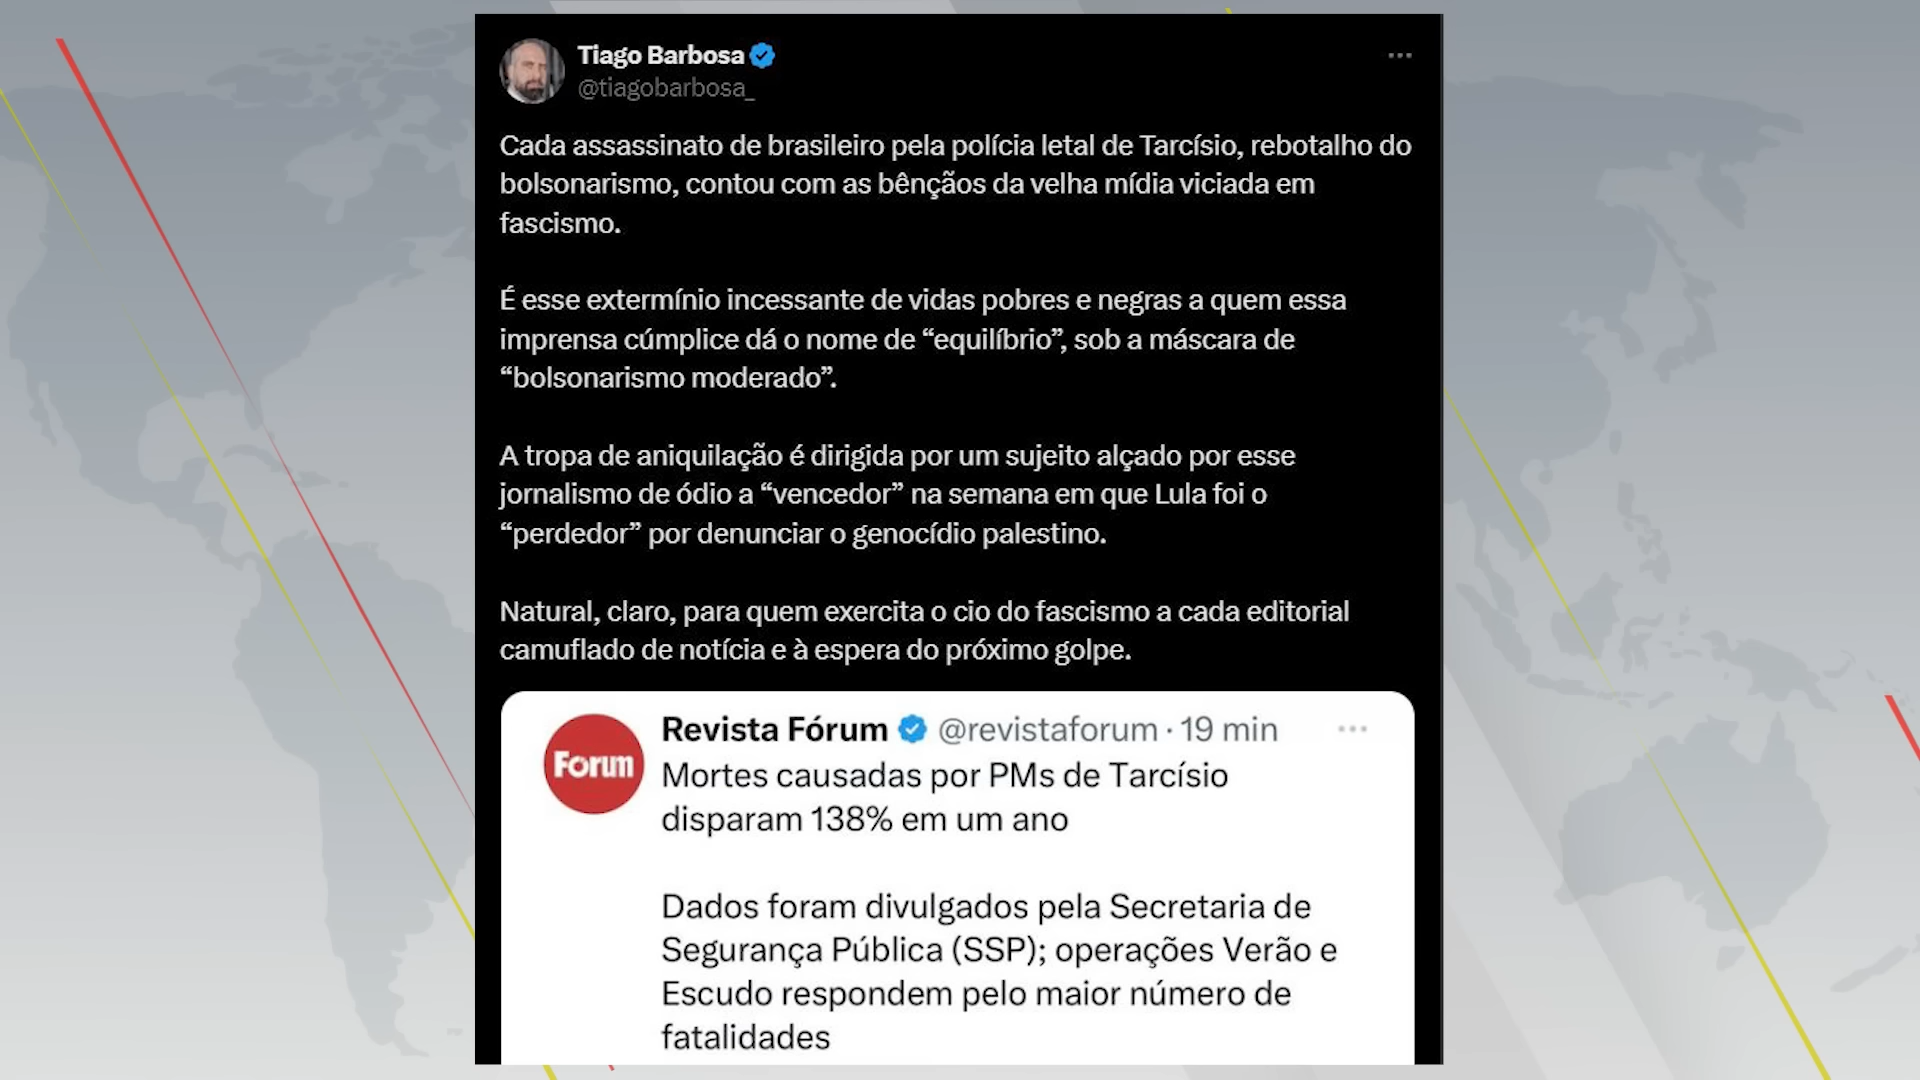 Tiago Barbosa
@tiagobarbosa_
Cada assassinato de brasileiro pela polícia letal de Tarcísio, rebotalho do
bolsonarismo, contou com as bênçãos da velha mídia viciada em
fascismo.
É esse extermínio incessante de vidas pobres e negras a quem essa
imprensa cúmplice dá o nome de “equilíbrio”, sob a máscara de
“bolsonarismo moderado”.
A tropa de aniquilação é dirigida por um sujeito alçado por esse
jornalismo de ódio a “vencedor” na semana em que Lula foi o
“perdedor” por denunciar o genocídio palestino.
Natural, claro, para quem exercita o cio do fascismo a cada editorial
camuflado de notícia e à espera do próximo golpe.
Forum
Revista Fórum @revistaforum · 19 min
Mortes causadas por PMs de Tarcísio
disparam 138% em um ano
Dados foram divulgados pela Secretaria de
Segurança Pública (SSP); operações Verão e
Escudo respondem pelo maior número de
fatalidades